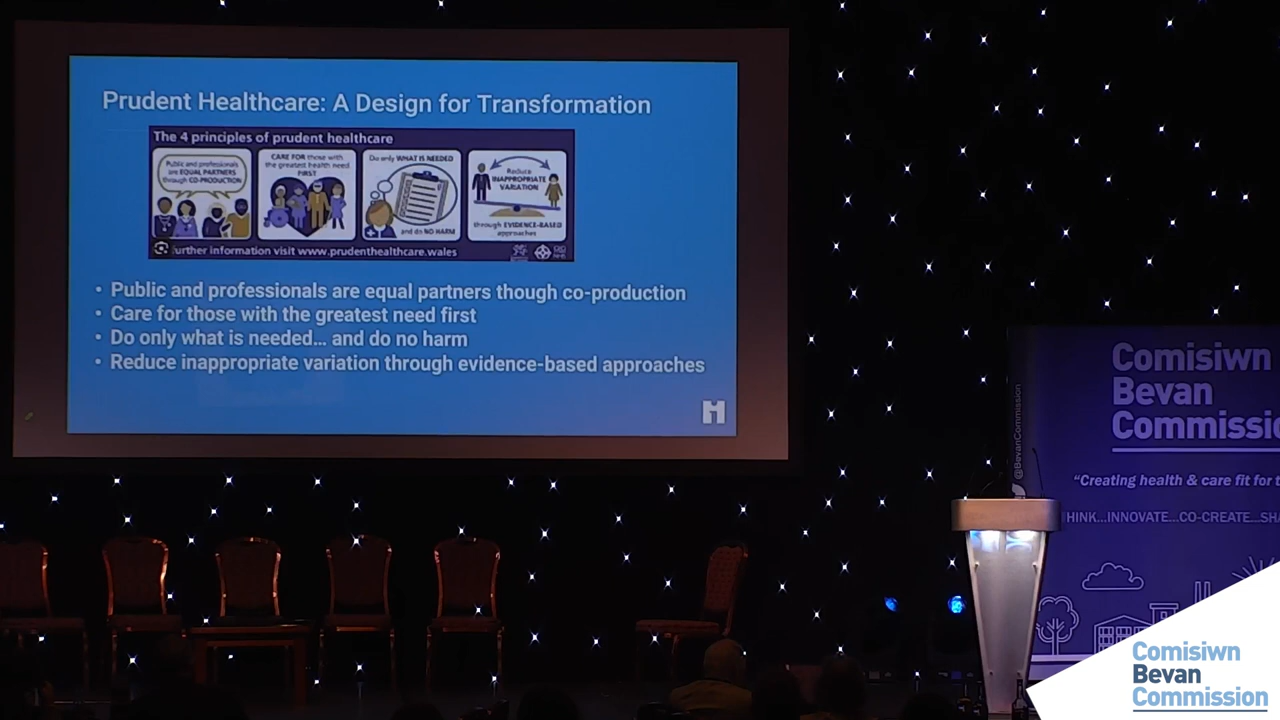 Prudent Healthcare: A Design for Transformation
The 4 principles of prudent healthcare
Public and professionals
are EQUAL PARTNERS
through CO-PRODUCTION
CARE FOR those with
the greatest health need
FIRST
Do only WHAT IS NEEDED
and do NO HARM
Reduce
INAPPROPRIATE
VARIATION
through EVIDENCE-BASED
approaches
urther information visit www.prudenthealthcare.wales
• Public and professionals are equal partners though co-production
• Care for those with the greatest need first
• Do only what is needed... and do no harm
• Reduce inappropriate variation through evidence-based approaches
@BevanCommission
Comisiwn
Bevan
Commissio
"Creating health & care fit for t
HINK...INNOVATE...CO-CREATE...SHA
Comisiwn
Bevan
Commission